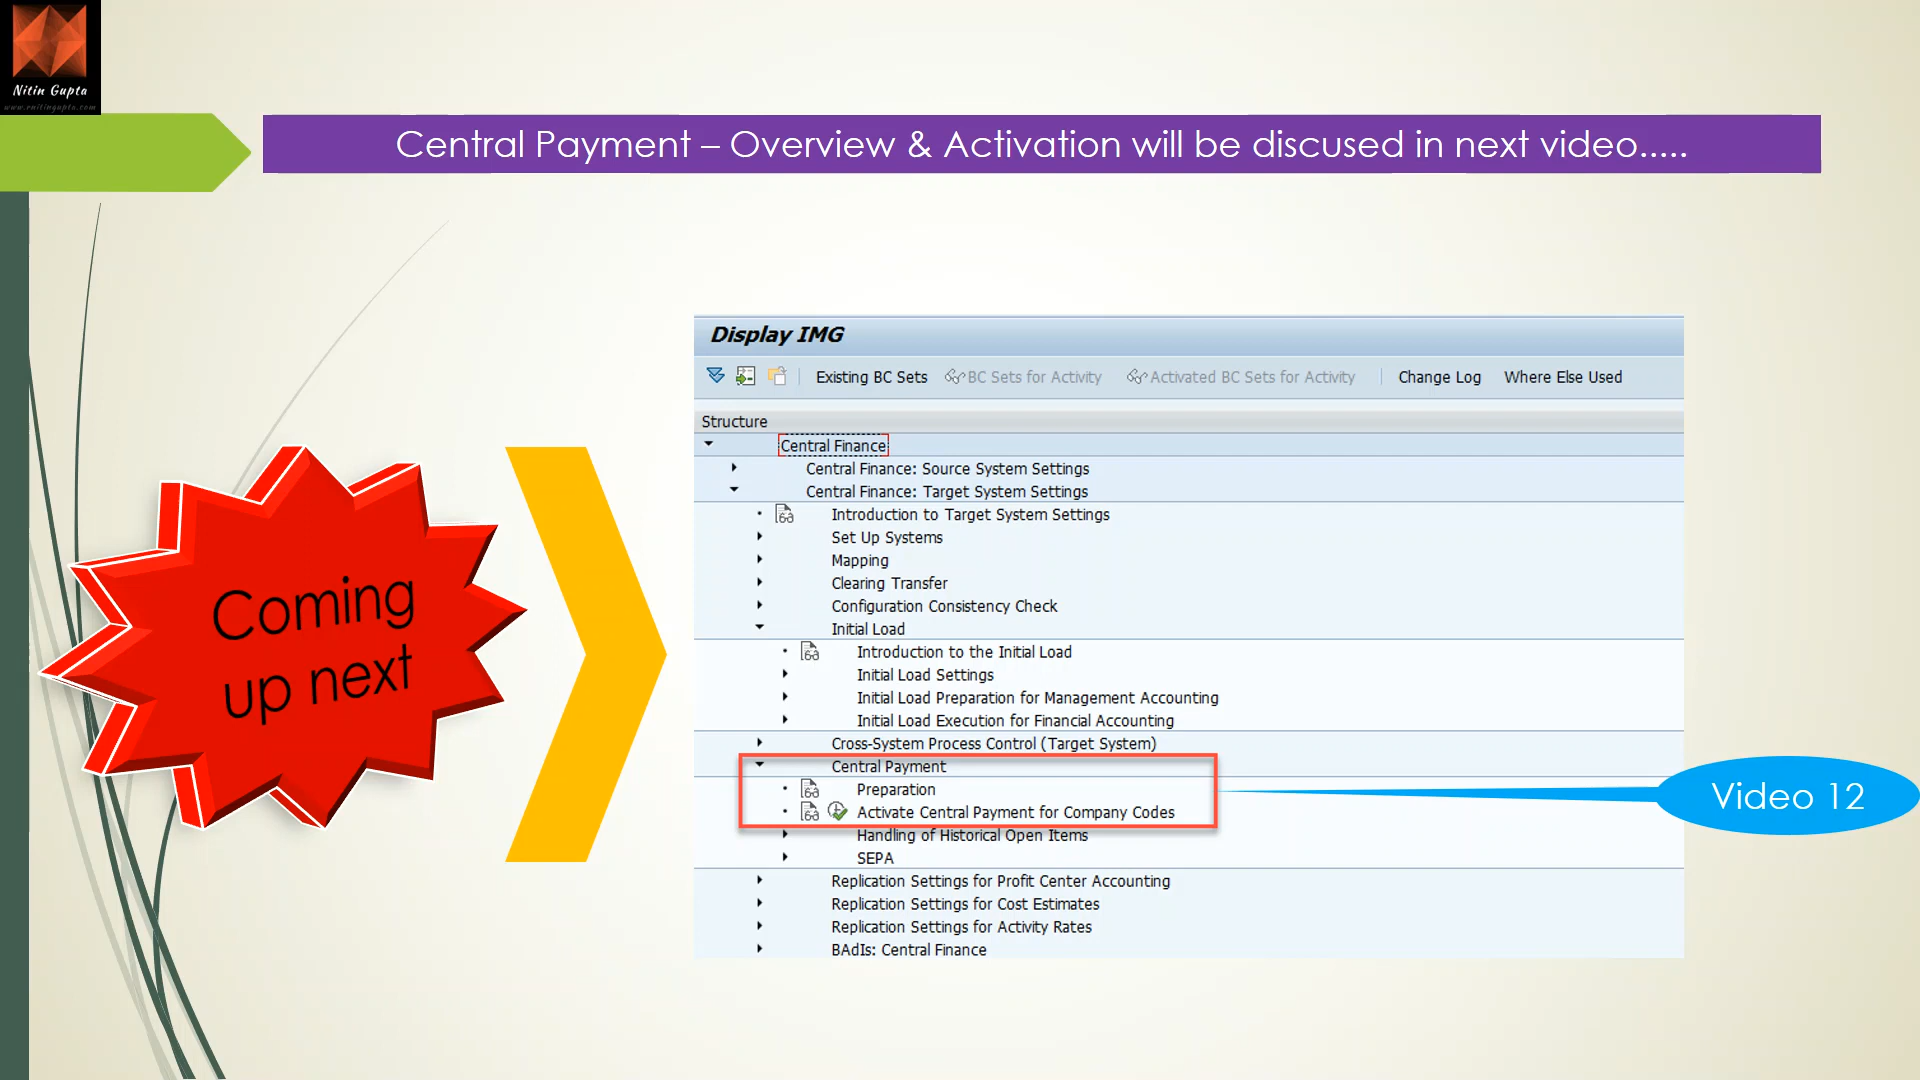 Nitin Gupta
www.rnitingupta.com
Central Payment – Overview & Activation will be discused in next video.....
Coming
up next
Display IMG
Existing BC Sets BC Sets for Activity Activated BC Sets for Activity Change Log Where Else Used
Structure
Central Finance
Central Finance: Source System Settings
Central Finance: Target System Settings
Introduction to Target System Settings
Set Up Systems
Mapping
Clearing Transfer
Configuration Consistency Check
Initial Load
Introduction to the Initial Load
Initial Load Settings
Initial Load Preparation for Management Accounting
Initial Load Execution for Financial Accounting
Cross-System Process Control (Target System)
Central Payment
Preparation
Activate Central Payment for Company Codes
Handling of Historical Open Items
SEPA
Replication Settings for Profit Center Accounting
Replication Settings for Cost Estimates
Replication Settings for Activity Rates
BAdIs: Central Finance
Video 12